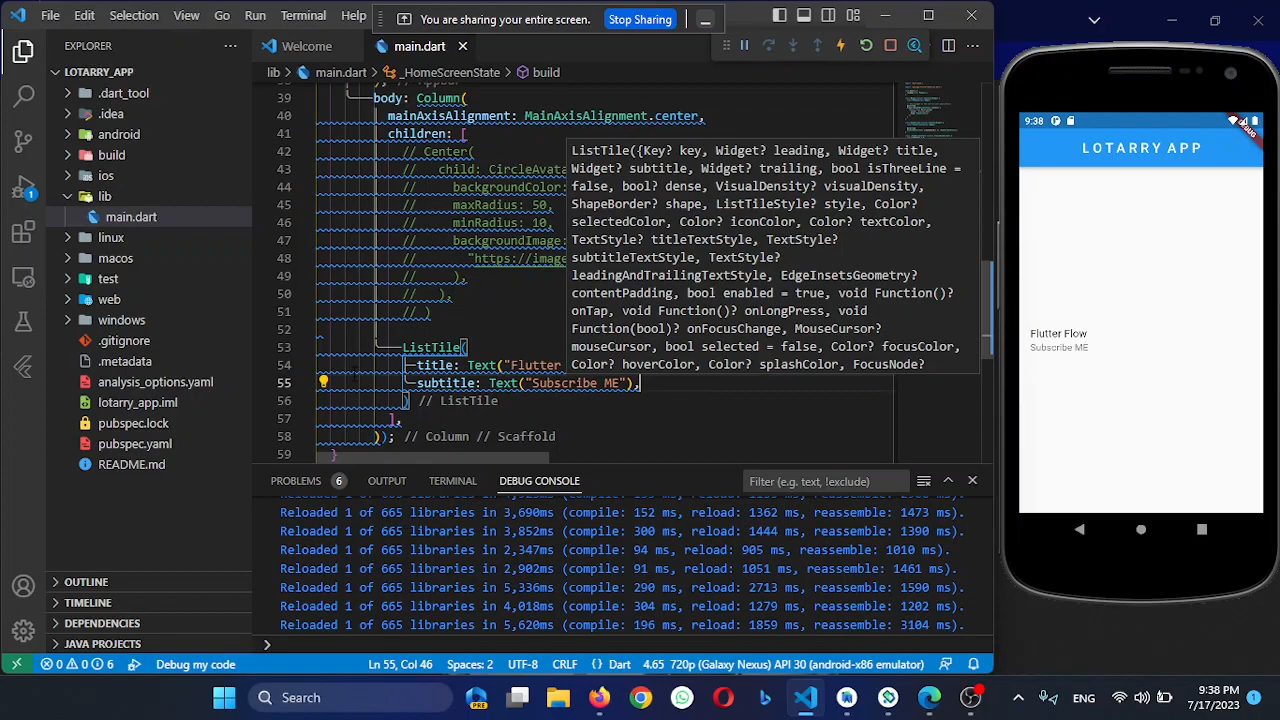 File Edit Selection View Go Run Terminal Help
You are sharing your entire screen. Stop Sharing
EXPLORER
Welcome
main.dart
LOTARRY_APP
lib > main.dart > _HomeScreenState > build
.dart_tool
.idea
android
build
ios
lib
main.dart
linux
macos
test
web
windows
.gitignore
.metadata
analysis_options.yaml
lotarry_app.iml
pubspec.lock
pubspec.yaml
README.md
OUTLINE
TIMELINE
DEPENDENCIES
JAVA PROJECTS
39 body: Column(
40 mainAxisAlignment: MainAxisAlignment.center,
41 children: [
42 // Center(
43 // child: CircleAvata
44 // backgroundColor:
45 // maxRadius: 50,
46 // minRadius: 10,
47 // backgroundImage:
48 // "https://image
49 // ),
50 // ),
51 // )
52
53 ListTile(
54 title: Text("Flutter
55 subtitle: Text("Subscribe ME"),
56 ) // ListTile
57 ],
58 )); // Column // Scaffold
59 }
ListTile({Key? key, Widget? leading, Widget? title,
Widget? subtitle, Widget? trailing, bool isThreeLine =
false, bool? dense, VisualDensity? visualDensity,
ShapeBorder? shape, ListTileStyle? style, Color?
selectedColor, Color? iconColor, Color? textColor,
TextStyle? titleTextStyle, TextStyle?
subtitleTextStyle, TextStyle?
leadingAndTrailingTextStyle, EdgeInsetsGeometry?
contentPadding, bool enabled = true, void Function()?
onTap, void Function()? onLongPress, void
Function(bool)? onFocusChange, MouseCursor?
mouseCursor, bool selected = false, Color? focusColor,
Color? hoverColor, Color? splashColor, FocusNode?
PROBLEMS 6 OUTPUT TERMINAL DEBUG CONSOLE
Filter (e.g. text, !exclude)
Reloaded 1 of 665 libraries in 3,690ms (compile: 152 ms, reload: 1362 ms, reassemble: 1473 ms).
Reloaded 1 of 665 libraries in 3,852ms (compile: 300 ms, reload: 1444 ms, reassemble: 1390 ms).
Reloaded 1 of 665 libraries in 2,347ms (compile: 94 ms, reload: 905 ms, reassemble: 1010 ms).
Reloaded 1 of 665 libraries in 2,902ms (compile: 91 ms, reload: 1051 ms, reassemble: 1461 ms).
Reloaded 1 of 665 libraries in 5,336ms (compile: 290 ms, reload: 2713 ms, reassemble: 1590 ms).
Reloaded 1 of 665 libraries in 4,018ms (compile: 304 ms, reload: 1279 ms, reassemble: 1202 ms).
Reloaded 1 of 665 libraries in 5,620ms (compile: 196 ms, reload: 1859 ms, reassemble: 3104 ms).
0 0 6 Debug my code Ln 55, Col 46 Spaces: 2 UTF-8 CRLF {} Dart 4.65 720p (Galaxy Nexus) API 30 (android-x86 emulator)
9:38
DEBUG
LOTARRY APP
Flutter Flow
Subscribe ME
Search
PRE
ENG
9:38 PM
7/17/2023
1